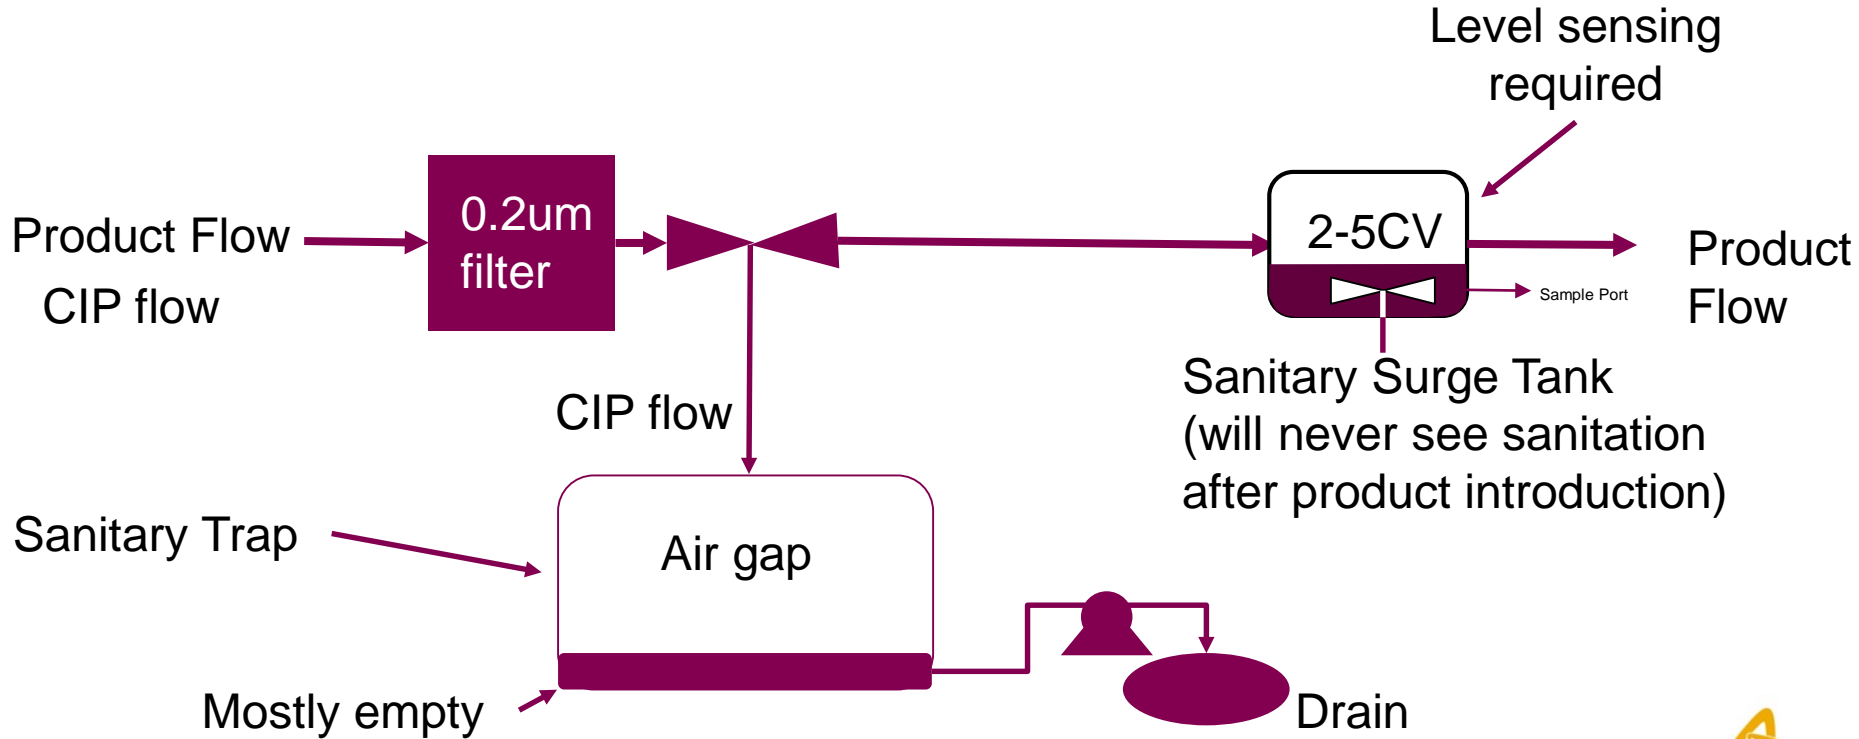 Level sensing
required
0.2um
filter
Product Flow
CIP flow
2-5CV
Product
Flow
Sample Port
Sanitary Surge Tank
(will never see sanitation
after product introduction)
CIP flow
Sanitary Trap
Air gap
Mostly empty
Drain